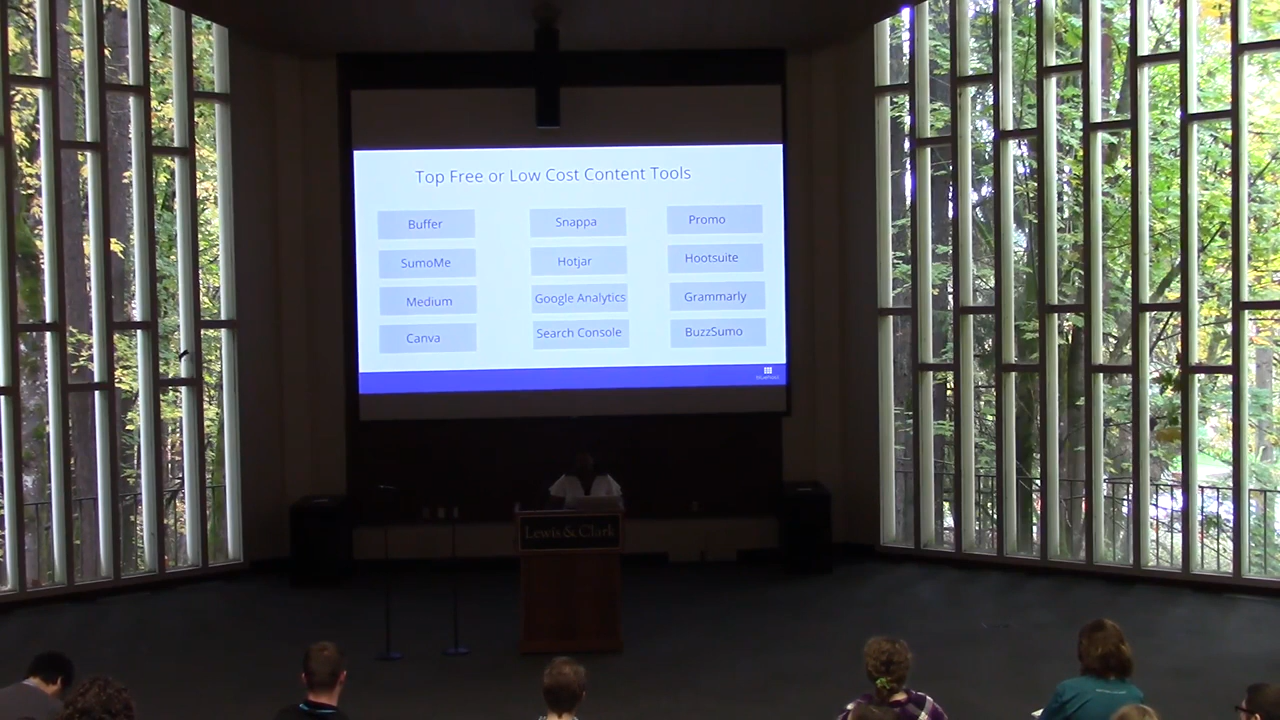 Top Free or Low Cost Content Tools
Buffer
Snappa
Promo
SumoMe
Hotjar
Hootsuite
Medium
Google Analytics
Grammarly
Canva
Search Console
BuzzSumo
Lewis & Clark